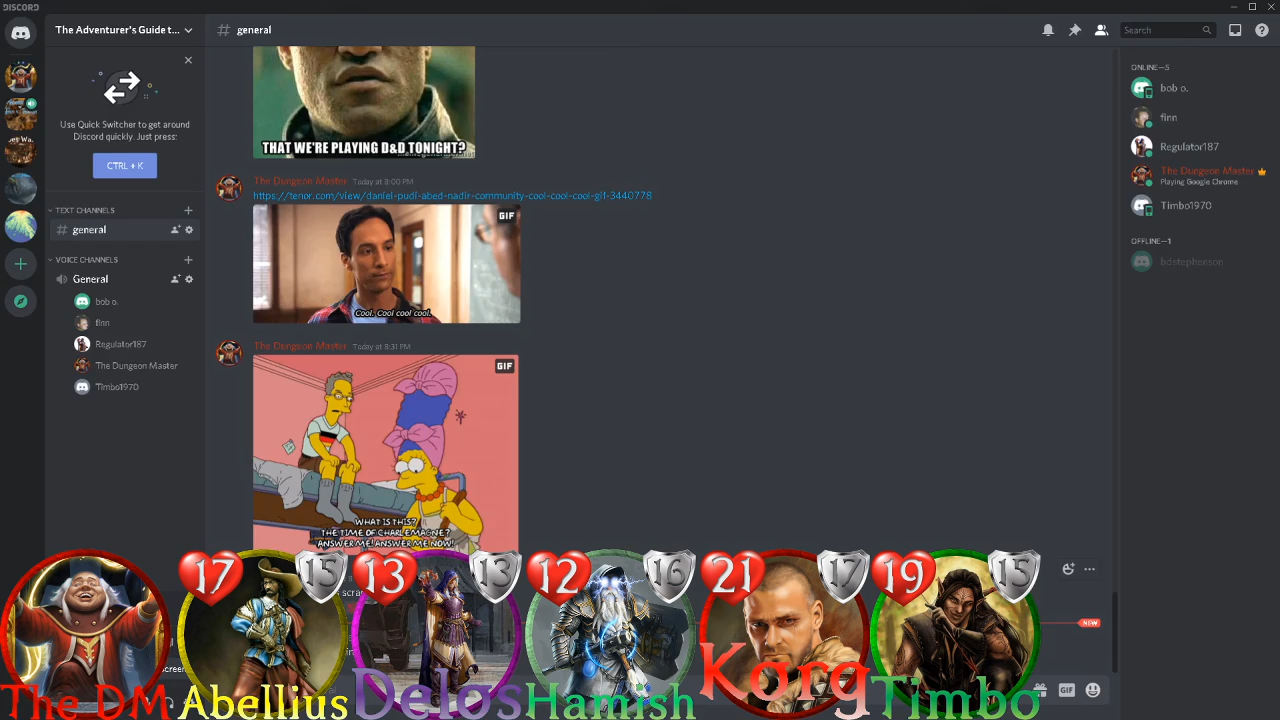 DISCORD
The Adventurer's Guide t...
general
Search
Use Quick Switcher to get around
Discord quickly. Just press:
CTRL + K
TEXT CHANNELS
general
VOICE CHANNELS
General
bob o.
finn
Regulator187
The Dungeon Master
Timbo1970
THAT WE'RE PLAYING D&D TONIGHT?
The Dungeon Master Today at 8:00 PM
https://tenor.com/view/daniel-pudi-abed-nadir-community-cool-cool-cool-gif-3440778
GIF
Cool. Cool cool cool.
The Dungeon Master Today at 8:31 PM
GIF
WHAT IS THIS?
THE TIME OF CHARLEMAGNE?
ANSWER ME! ANSWER ME NOW!
NEW
GIF
ONLINE—5
bob o.
finn
Regulator187
The Dungeon Master
Playing Google Chrome
Timbo1970
OFFLINE—1
bdstephenson
17 15 13 13 12 16 21 17 19 15
The DM Abellius Delos Hamish Korg Timbo